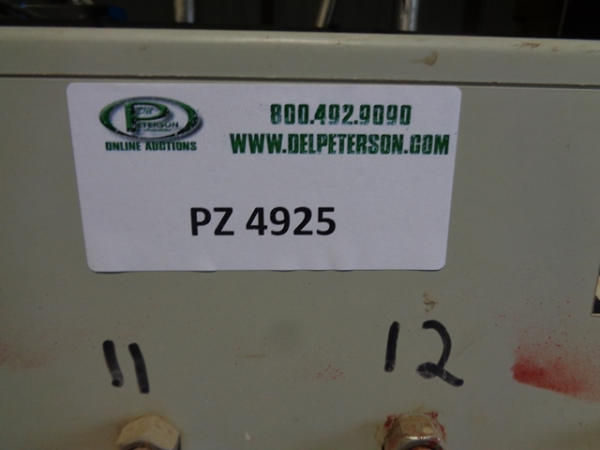 Del
PETERSON
ONLINE AUCTIONS
800.492.9090
WWW.DELPETERSON.COM
PZ 4925
11
12